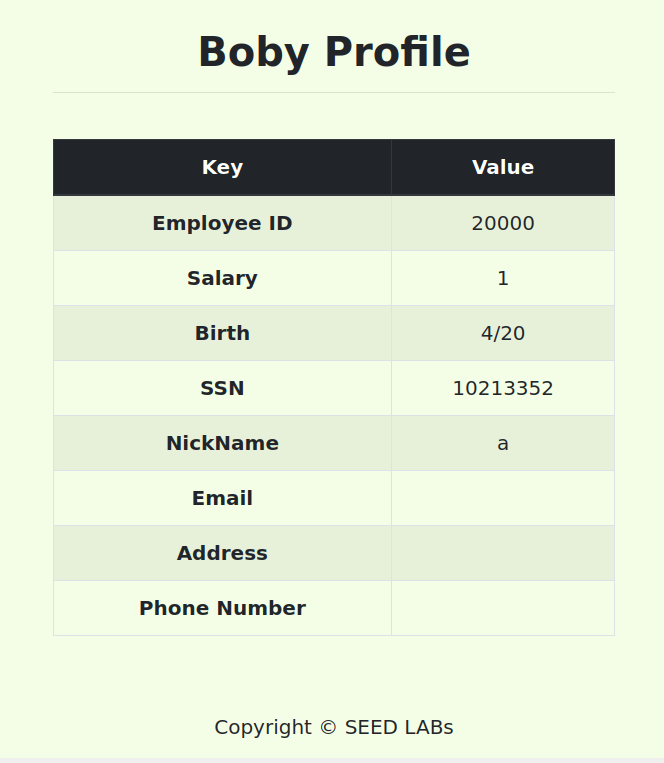 Boby Profile
Key Value
Employee ID 20000
Salary 1
Birth 4/20
SSN 10213352
NickName a
Email
Address
Phone Number
Copyright © SEED LABs